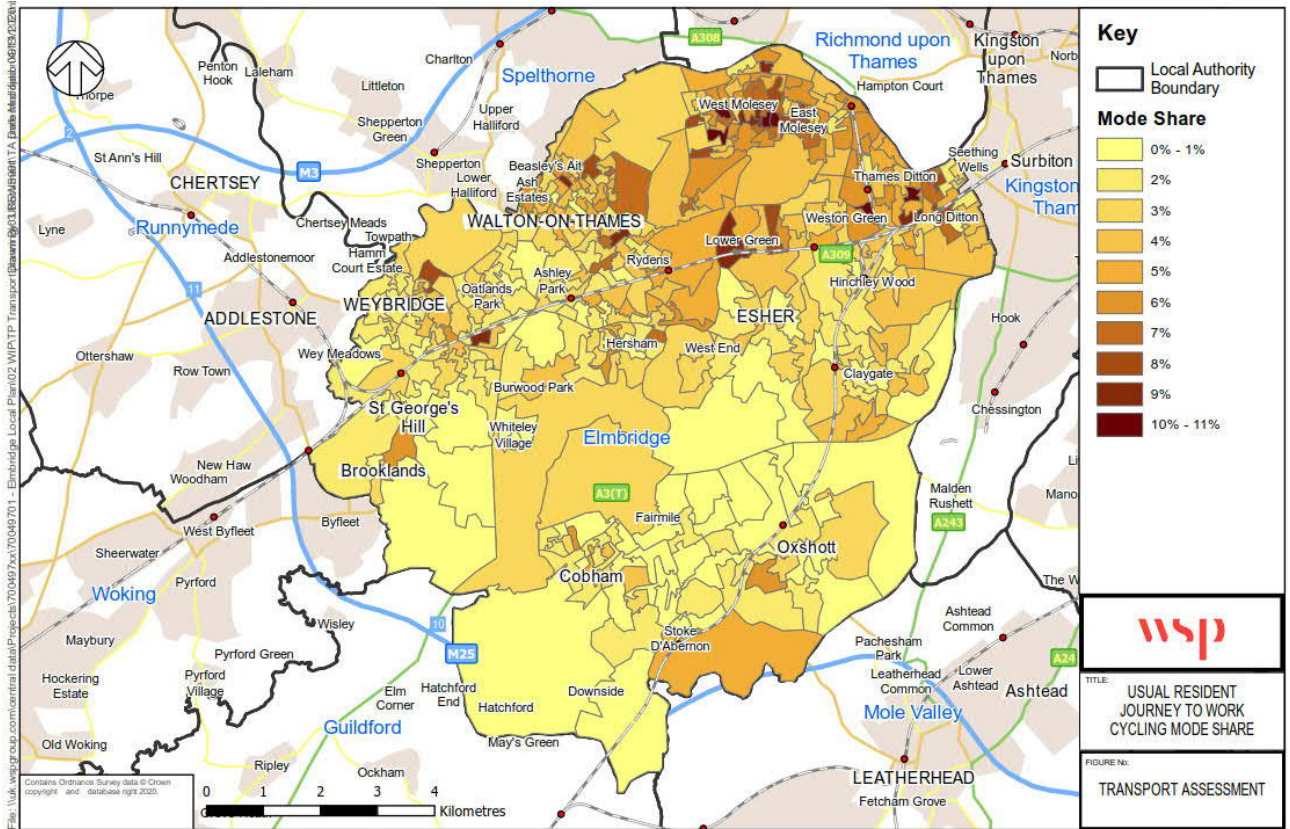 Penton
Hook
Laleham
Charlton
Littleton
Spelthorne
A308
Richmond upon
Thames
Kingston
upon
Thames
Norb
Hampton Court
Thorpe
2
Shepperton
Green
Upper
Halliford
West Molesey
East
Molesey
St Ann's Hill
M3
Shepperton
Lower
Halliford
Beasley's Ait
Ash
Estates
Seething
Wells
Surbiton
CHERTSEY
Thames Ditton
Kingston
Tham
Lyne
Runnymede
Chertsey Meads
Towpath
WALTON-ON-THAMES
Weston Green
Long Ditton
Addlestonemoor
Hamm
Court Estate
Lower Green
A309
Rydens
11
Ashley
Park
Hinchley Wood
WEYBRIDGE
Oatlands
Park
ADDLESTONE
ESHER
Hook
Ottershaw
Wey Meadows
Hersham
West End
Row Town
Claygate
Burwood Park
Chessington
St George's
Hill
Whiteley
Village
Elmbridge
New Haw
Woodham
Brooklands
A3(T)
Malden
Rushett
Li
Mano
West Byfleet
Byfleet
Fairmile
A243
Sheerwater
Oxshott
Pyrford
Cobham
Woking
The W
Maybury
Wisley
10
M25
Stoke
D'Abernon
Ashtead
Common
Pyrford Green
Pachesham
Park
A24
Hockering
Estate
Pyrford
Village
Elm
Corner
Hatchford
End
Hatchford
Downside
Leatherhead
Common
Lower
Ashtead
Ashtead
Guildford
Mole Valley
Old Woking
May's Green
Ripley
Ockham
LEATHERHEAD
Fetcham Grove
Contains Ordnance Survey data © Crown
copyright and database right 2020.
0 1 2 3 4
Kilometres
Key
Local Authority
Boundary
Mode Share
0% - 1%
2%
3%
4%
5%
6%
7%
8%
9%
10% - 11%
wsp
TITLE:
USUAL RESIDENT
JOURNEY TO WORK
CYCLING MODE SHARE
FIGURE No:
TRANSPORT ASSESSMENT